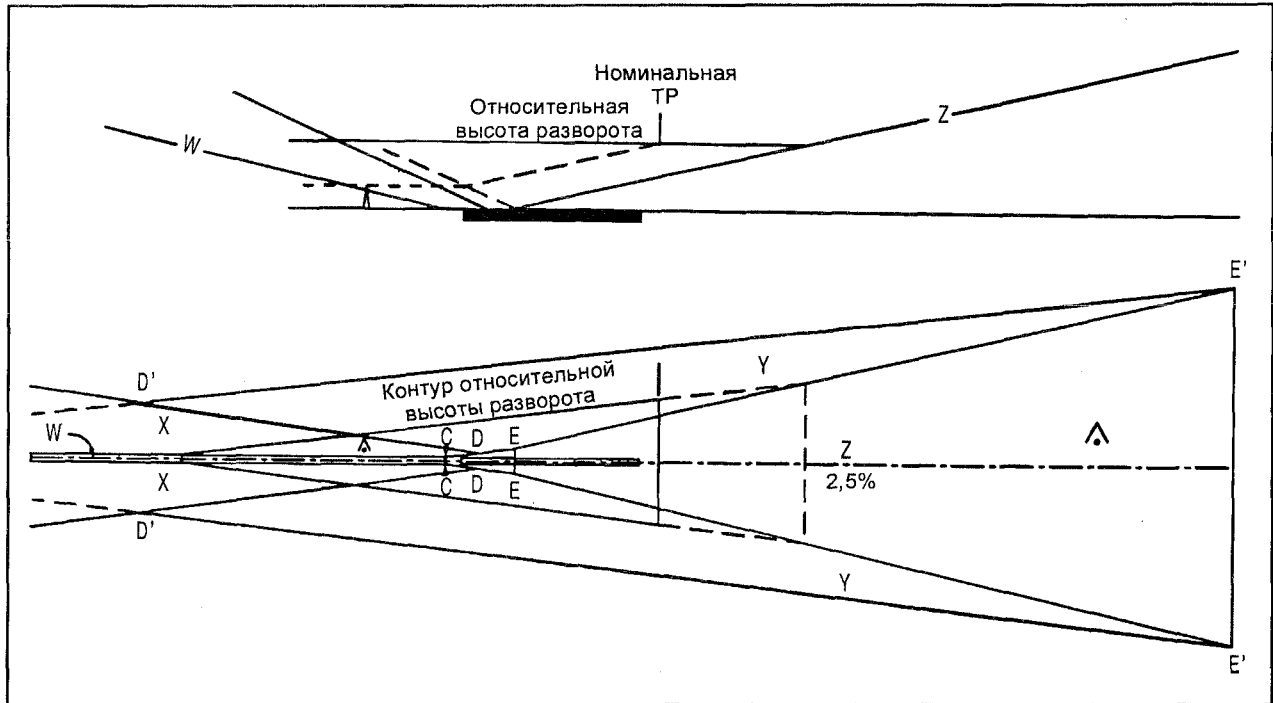 Номинальная
ТР
Относительная
высота разворота
W
Z
E'
D'
Y
Контур относительной
высоты разворота
X
W
C D E
Z
X
C D E
2,5%
D'
Y
E'